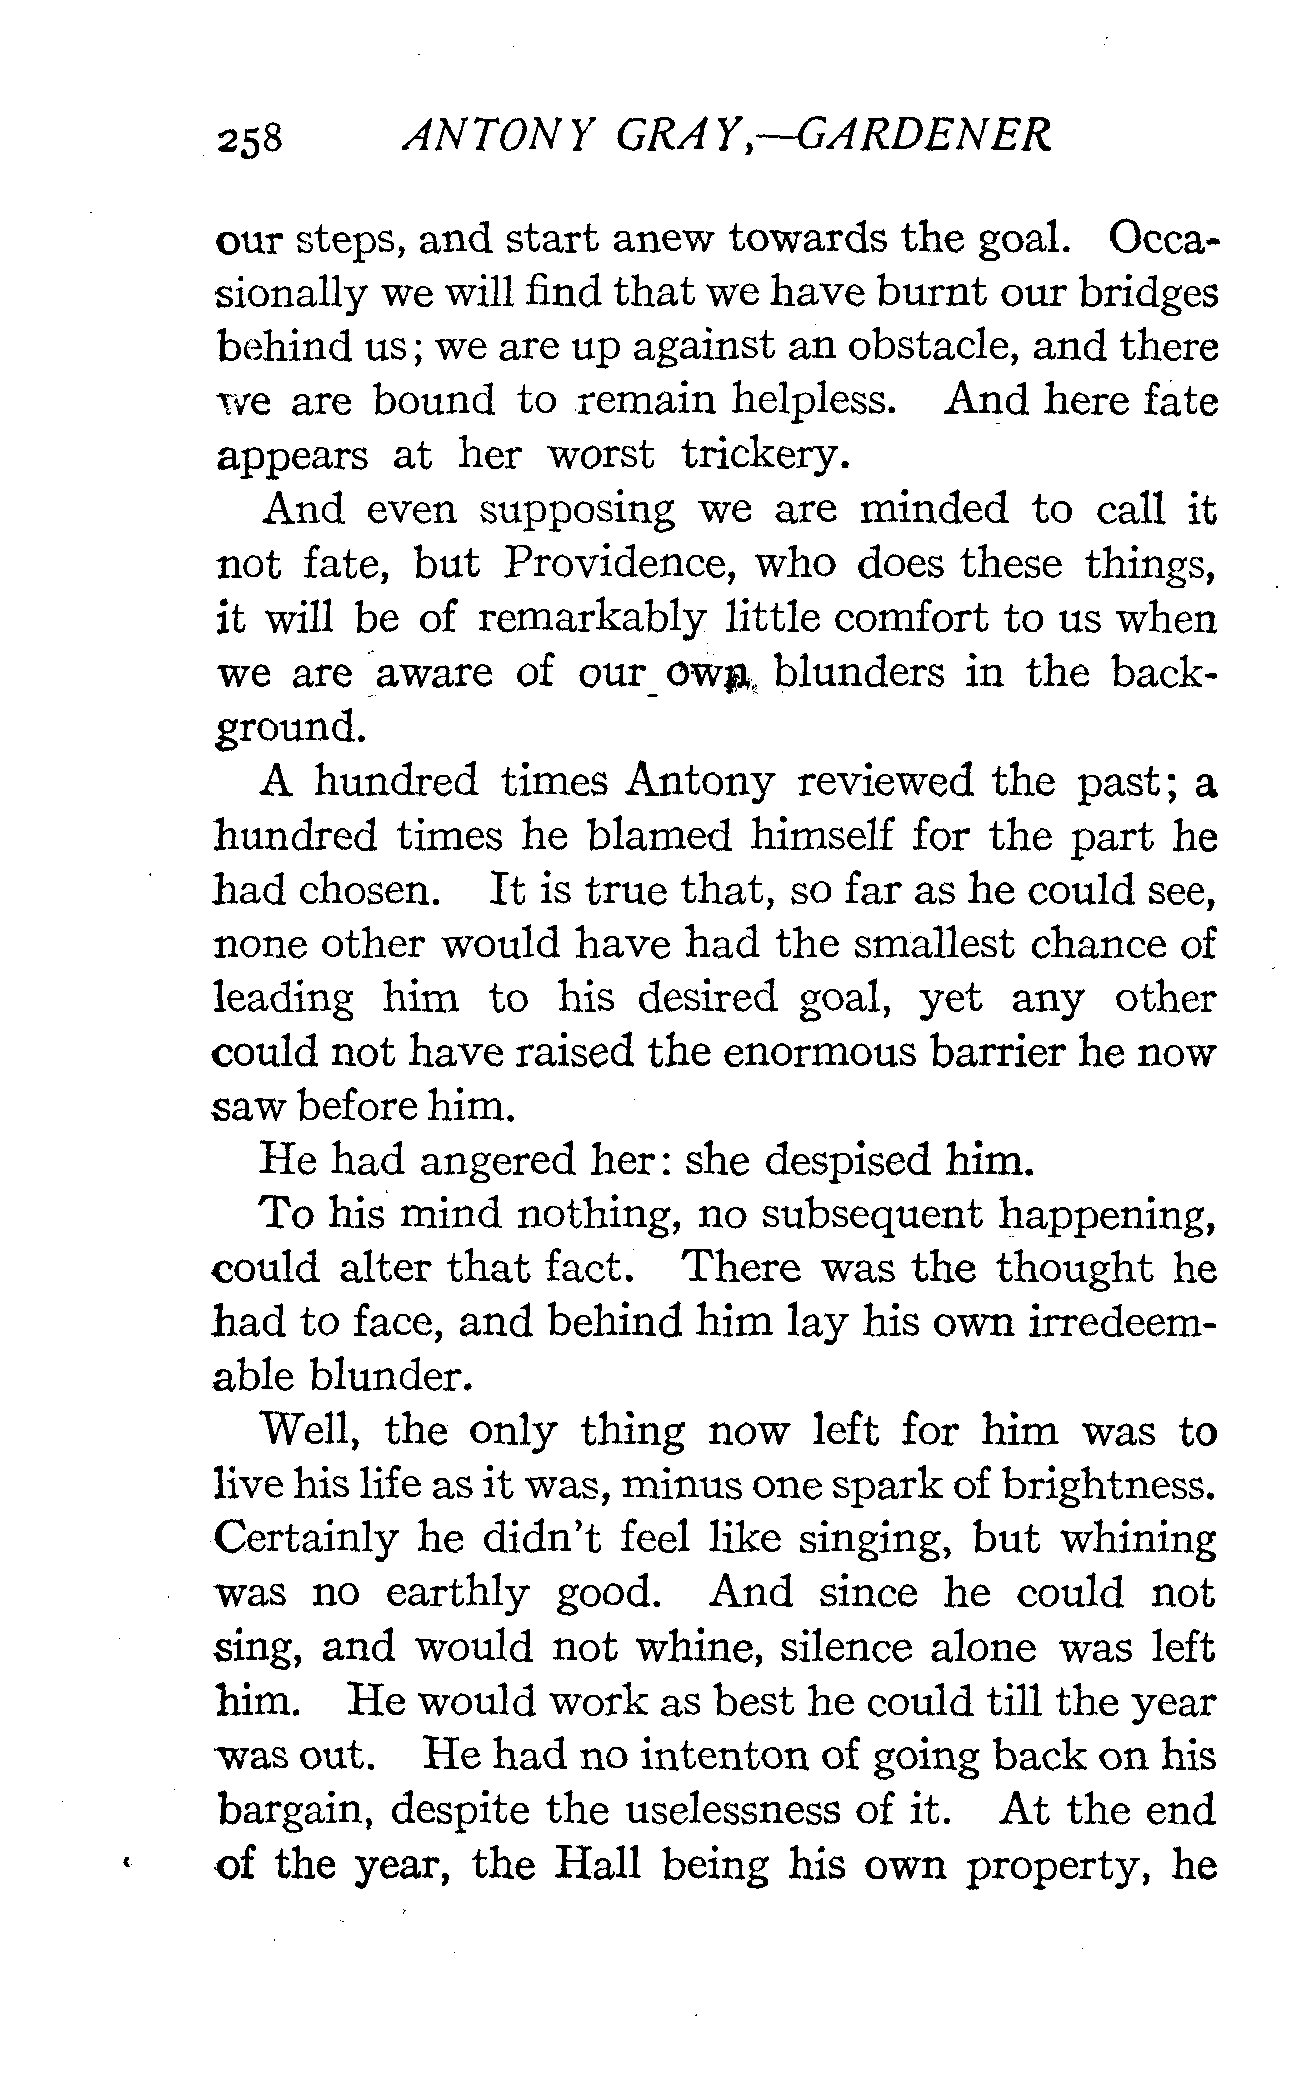 258 ANTONY GRAY,—GARDENER
our steps, and start anew towards the goal. Occa-
sionally we will find that we have burnt our bridges
behind us; we are up against an obstacle, and there
we are bound to remain helpless. And here fate
appears at her worst trickery.
And even supposing we are minded to call it
not fate, but Providence, who does these things,
it will be of remarkably little comfort to us when
we are aware of our own blunders in the back-
ground.
A hundred times Antony reviewed the past; a
hundred times he blamed himself for the part he
had chosen. It is true that, so far as he could see,
none other would have had the smallest chance of
leading him to his desired goal, yet any other
could not have raised the enormous barrier he now
saw before him.
He had angered her: she despised him.
To his mind nothing, no subsequent happening,
could alter that fact. There was the thought he
had to face, and behind him lay his own irredeem-
able blunder.
Well, the only thing now left for him was to
live his life as it was, minus one spark of brightness.
Certainly he didn't feel like singing, but whining
was no earthly good. And since he could not
sing, and would not whine, silence alone was left
him. He would work as best he could till the year
was out. He had no intenton of going back on his
bargain, despite the uselessness of it. At the end
of the year, the Hall being his own property, he